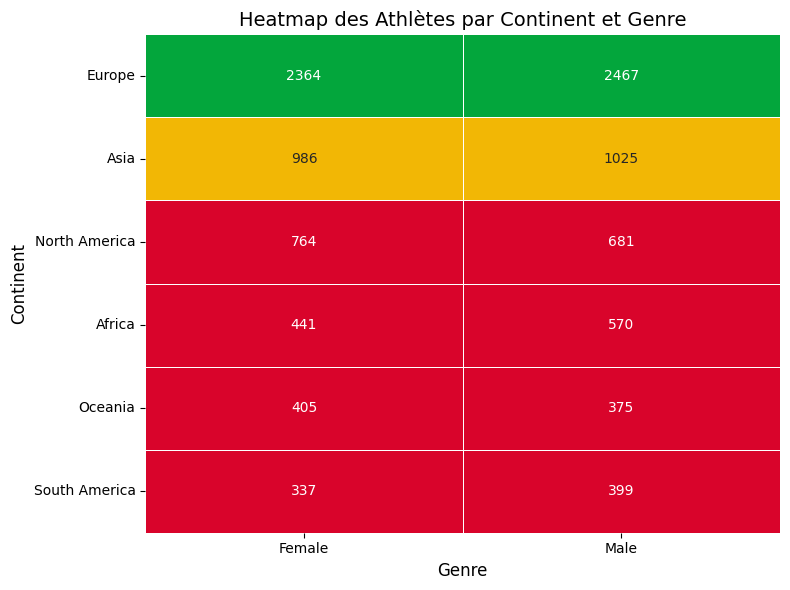 Heatmap des Athlètes par Continent et Genre
Europe 2364 2467
Asia 986 1025
North America 764 681
Africa 441 570
Oceania 405 375
South America 337 399
Continent
Female Male
Genre